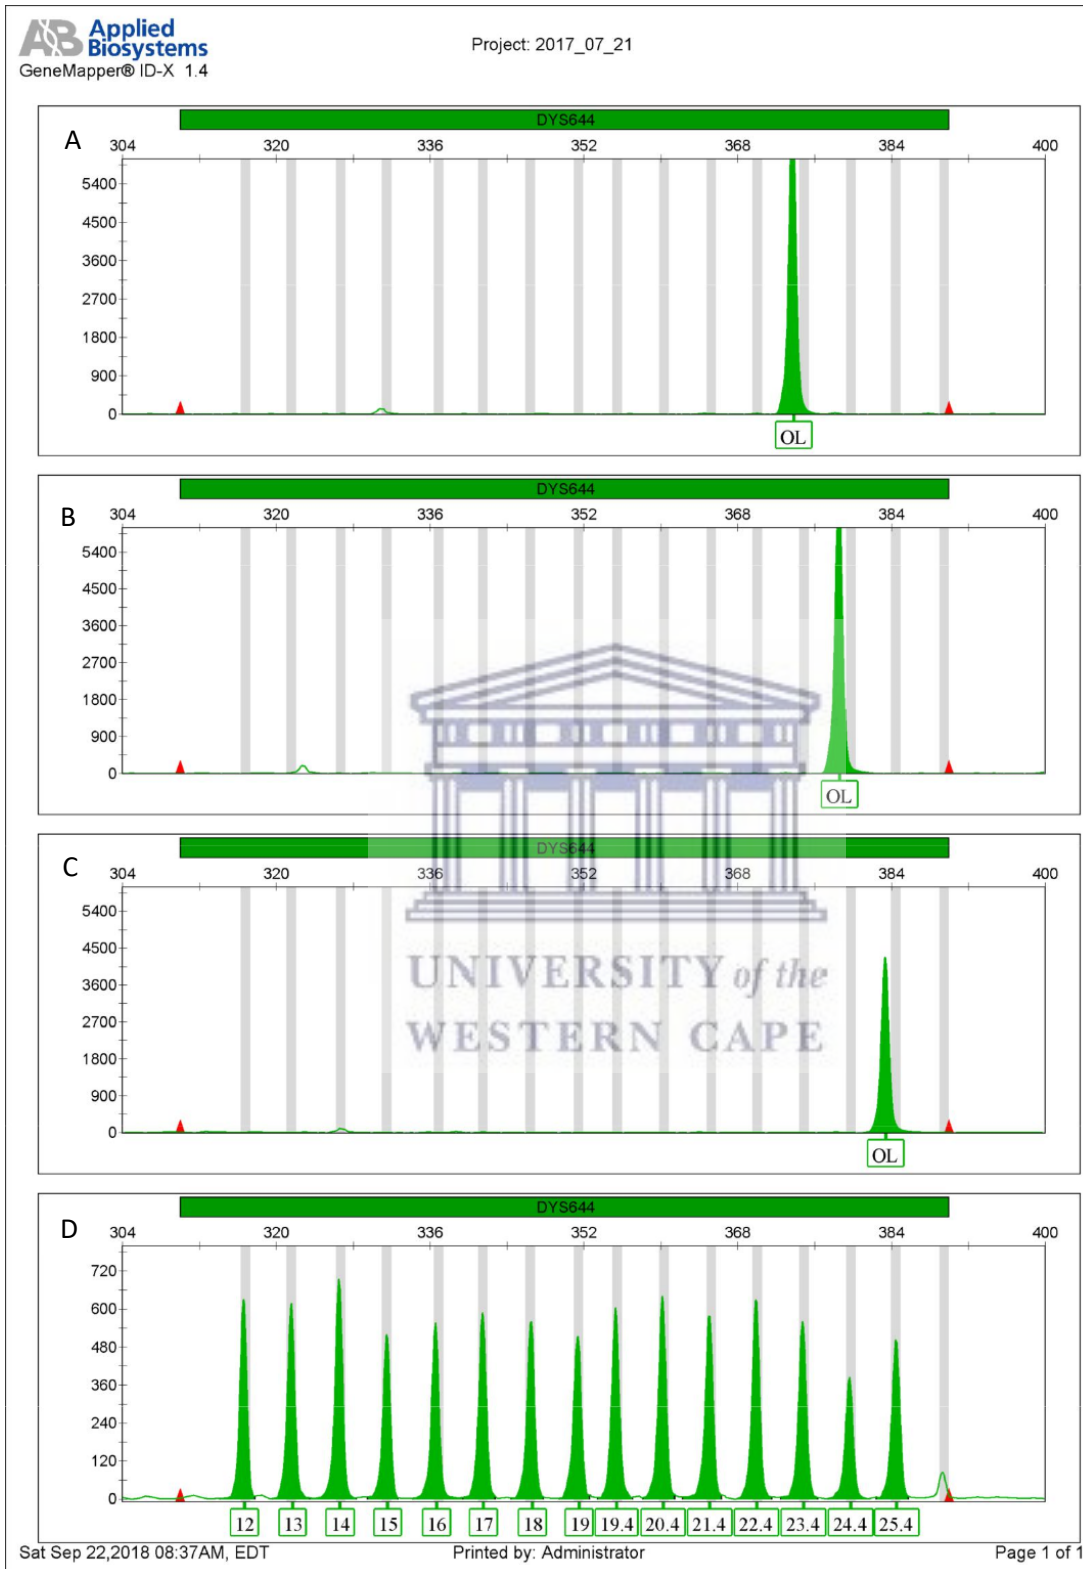 AB Applied Biosystems
GeneMapper® ID-X 1.4
Project: 2017_07_21
DYS644
A
304 320 336 352 368 384 400
5400
4500
3600
2700
1800
900
0
OL
DYS644
B
304 320 336 352 368 384 400
5400
4500
3600
2700
1800
900
0
OL
DYS644
C
304 320 336 352 368 384 400
5400
4500
3600
2700
1800
900
0
OL
UNIVERSITY of the
WESTERN CAPE
DYS644
D
304 320 336 352 368 384 400
720
600
480
360
240
120
0
12 13 14 15 16 17 18 19 19.4 20.4 21.4 22.4 23.4 24.4 25.4
Sat Sep 22,2018 08:37AM, EDT Printed by: Administrator Page 1 of 1